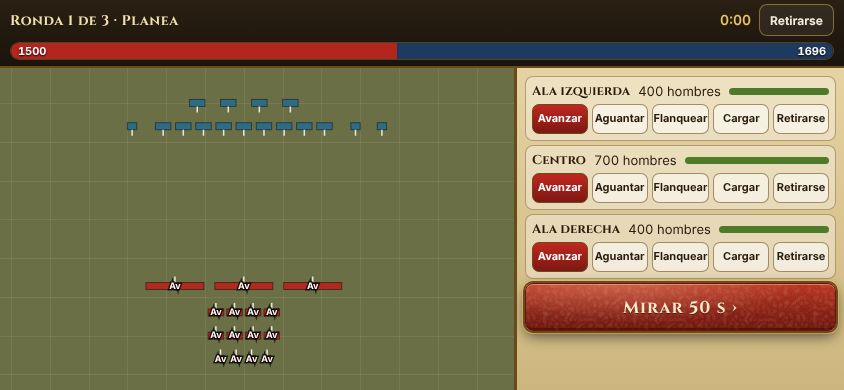 Ronda 1 de 3 · Planea
0:00
Retirarse
1500
1696
Ala izquierda 400 hombres
Avanzar Aguantar Flanquear Cargar Retirarse
Centro 700 hombres
Avanzar Aguantar Flanquear Cargar Retirarse
Ala derecha 400 hombres
Avanzar Aguantar Flanquear Cargar Retirarse
Mirar 50 s ›
Av Av Av
Av Av Av Av
Av Av Av Av
Av Av Av Av